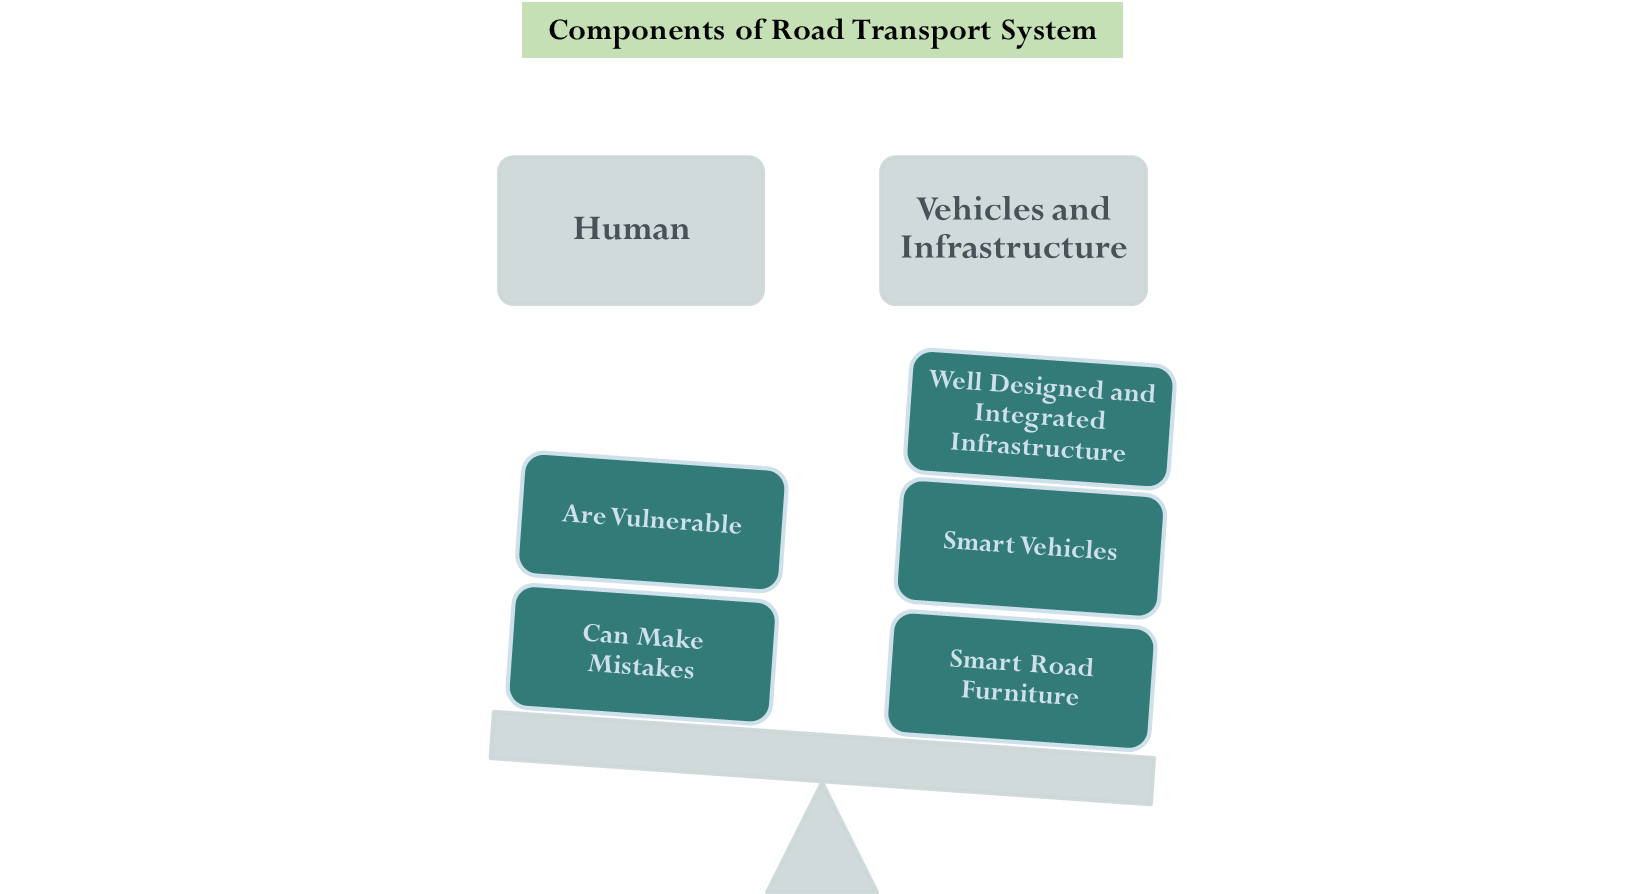 Components of Road Transport System
Human
Vehicles and
Infrastructure
Are Vulnerable
Can Make
Mistakes
Well Designed and
Integrated
Infrastructure
Smart Vehicles
Smart Road
Furniture